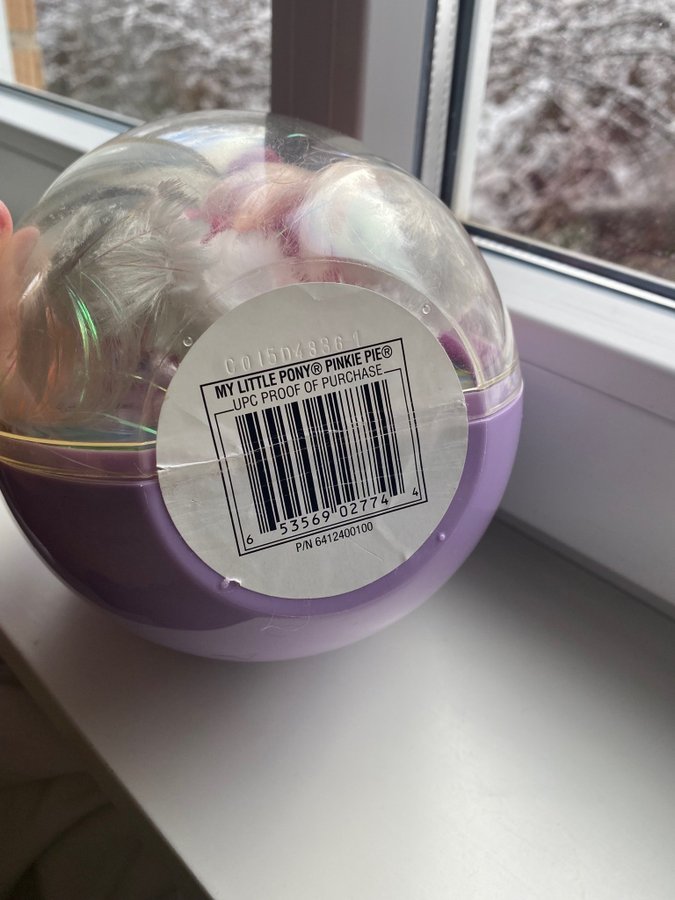 MY LITTLE PONY® PINKIE PIE®
UPC PROOF OF PURCHASE
6 53569 02774 4
P/N 6412400100